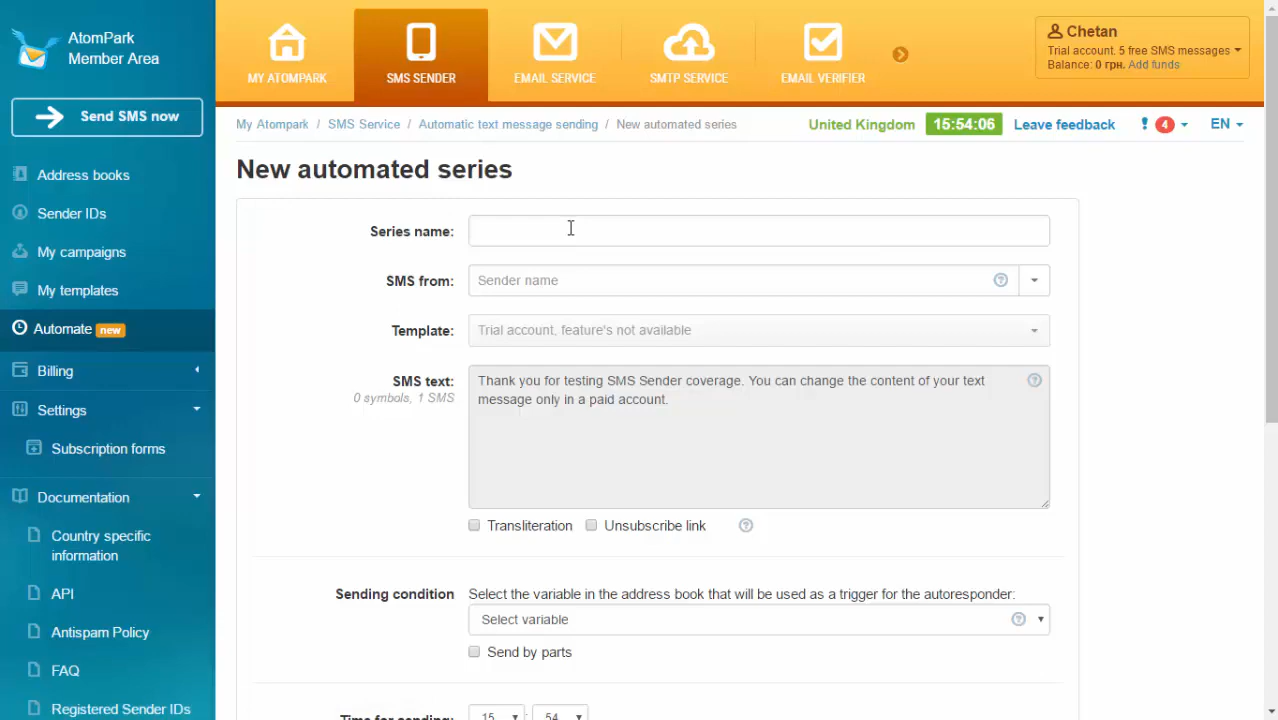 AtomPark
Member Area
Send SMS now
Address books
Sender IDs
My campaigns
My templates
Automate new
Billing
Settings
Subscription forms
Documentation
Country specific
information
API
Antispam Policy
FAQ
Registered Sender IDs
MY ATOMPARK
SMS SENDER
EMAIL SERVICE
SMTP SERVICE
EMAIL VERIFIER
Chetan
Trial account. 5 free SMS messages
Balance: 0 грн. Add funds
My Atompark / SMS Service / Automatic text message sending / New automated series
United Kingdom 15:54:06 Leave feedback ! 4 EN
New automated series
Series name:
SMS from: Sender name ?
Template: Trial account, feature's not available
SMS text:
0 symbols, 1 SMS
Thank you for testing SMS Sender coverage. You can change the content of your text ?
message only in a paid account.
Transliteration Unsubscribe link ?
Sending condition Select the variable in the address book that will be used as a trigger for the autoresponder:
Select variable ?
Send by parts
Time for sending: 15 : 54